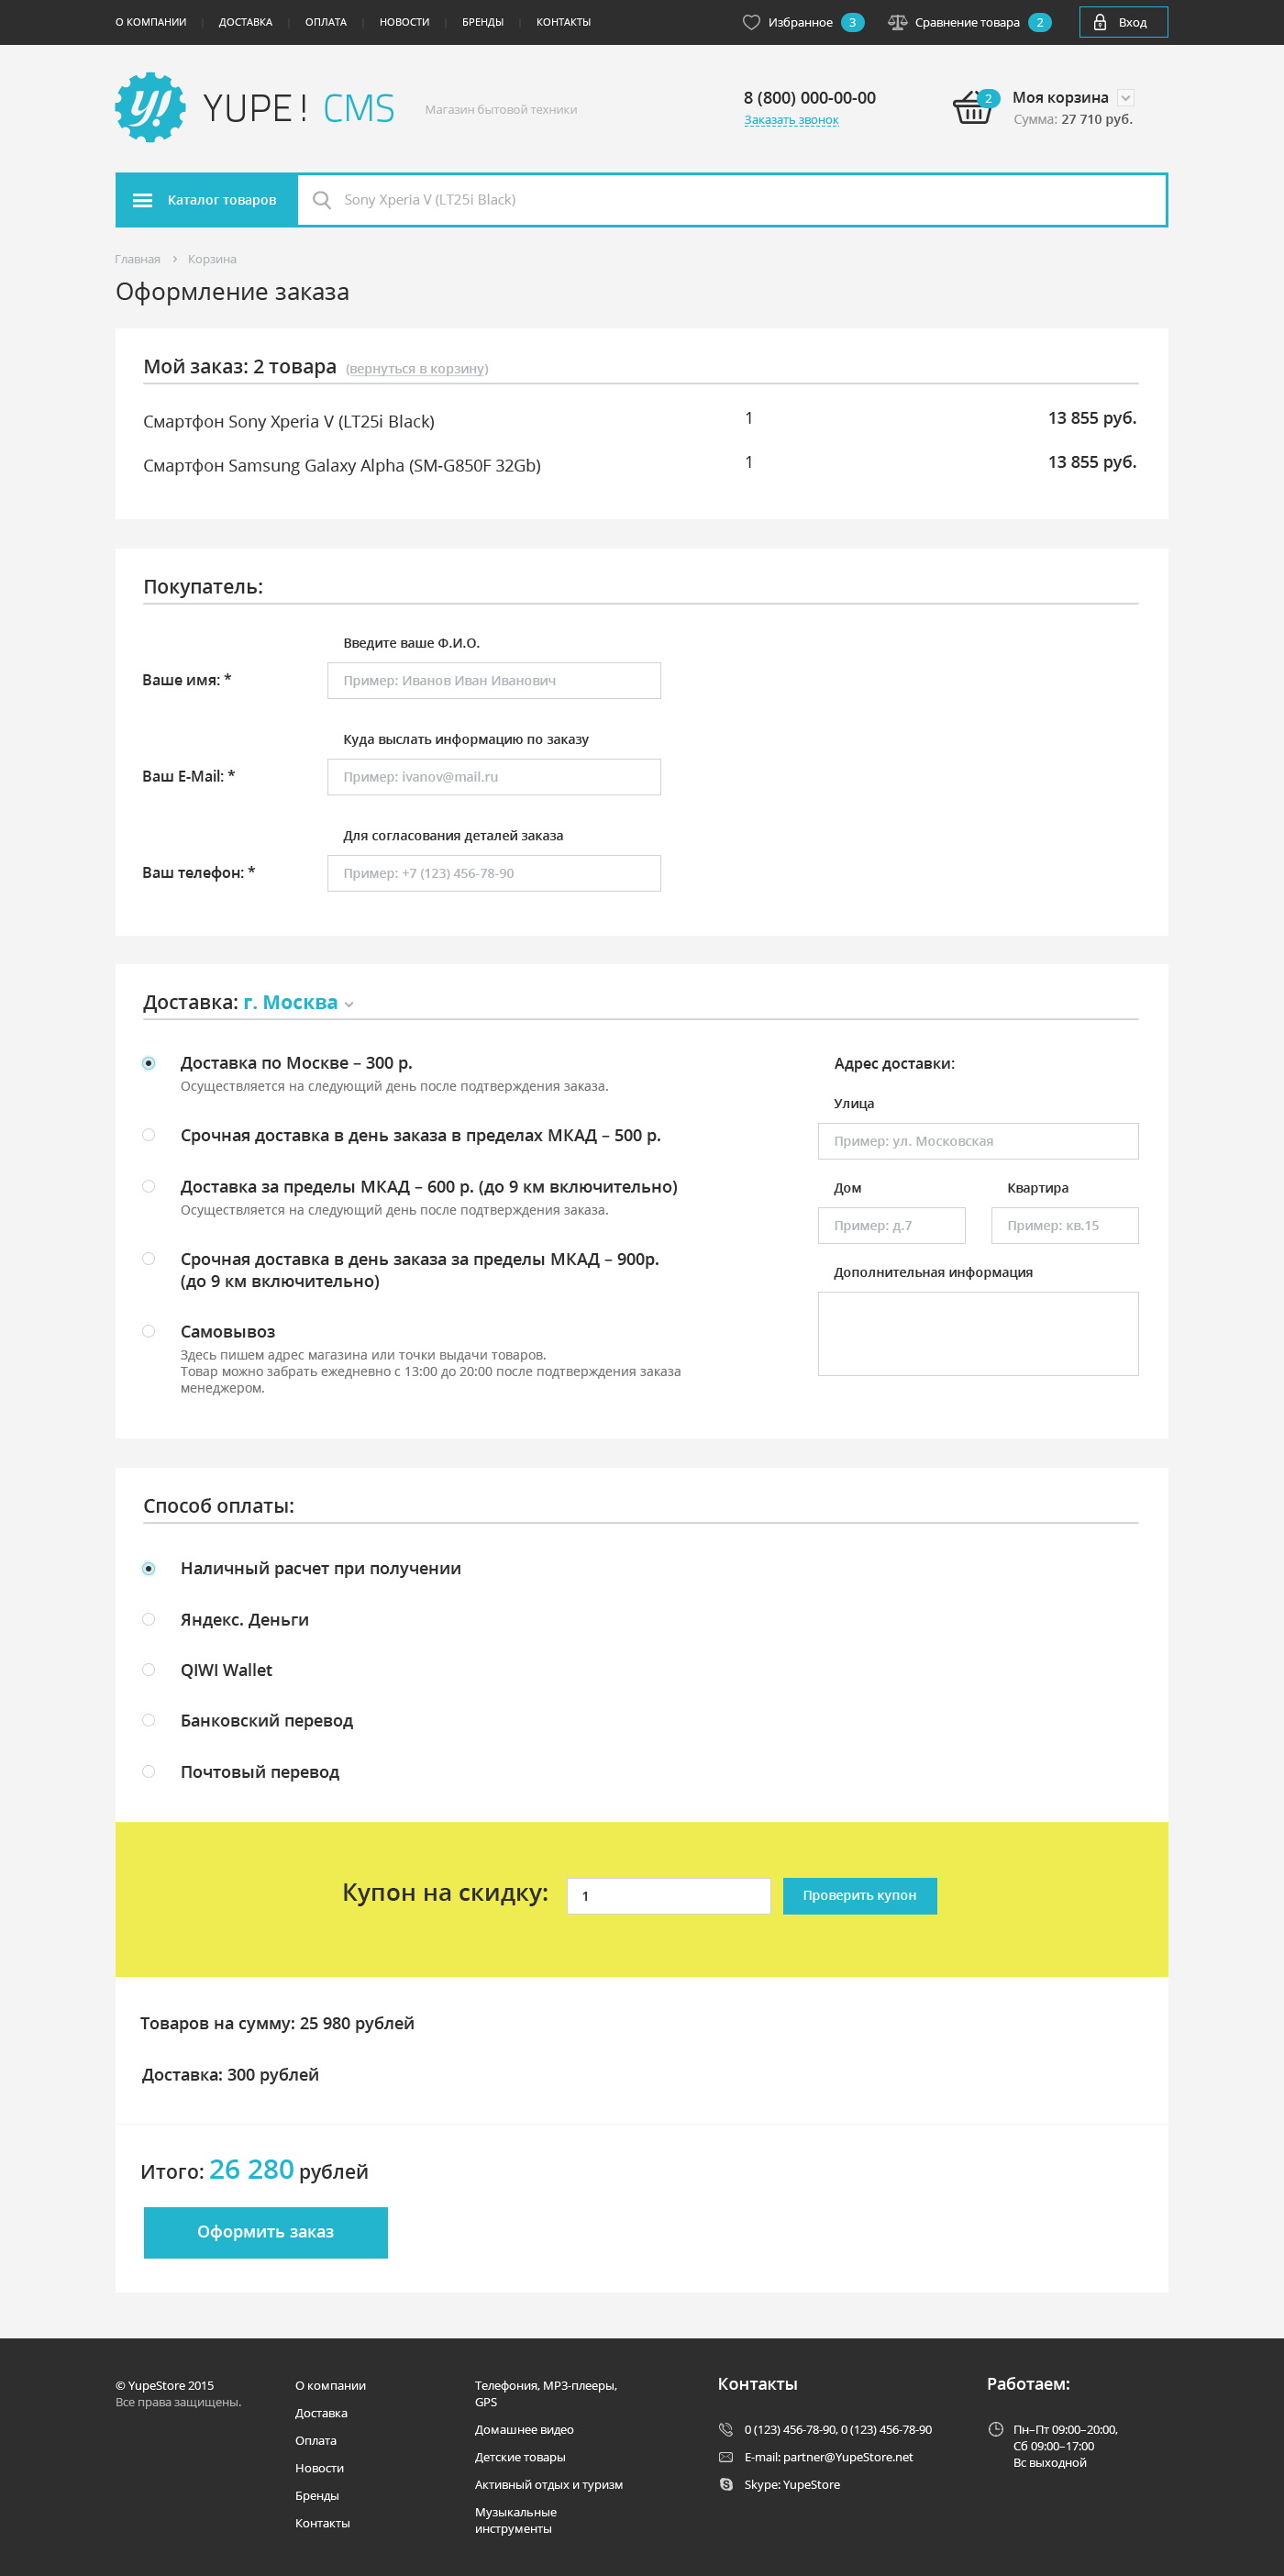 О КОМПАНИИ | ДОСТАВКА | ОПЛАТА | НОВОСТИ | БРЕНДЫ | КОНТАКТЫ
Избранное 3
Сравнение товара 2
Вход
y!
YUPE! CMS
Магазин бытовой техники
8 (800) 000-00-00
Заказать звонок
2
Моя корзина
Сумма: 27 710 руб.
Каталог товаров
Sony Xperia V (LT25i Black)
Главная › Корзина
Оформление заказа
Мой заказ: 2 товара (вернуться в корзину)
Смартфон Sony Xperia V (LT25i Black) 1 13 855 руб.
Смартфон Samsung Galaxy Alpha (SM-G850F 32Gb) 1 13 855 руб.
Покупатель:
Введите ваше Ф.И.О.
Ваше имя: * Пример: Иванов Иван Иванович
Куда выслать информацию по заказу
Ваш E-Mail: * Пример: ivanov@mail.ru
Для согласования деталей заказа
Ваш телефон: * Пример: +7 (123) 456-78-90
Доставка: г. Москва
Доставка по Москве – 300 р.
Осуществляется на следующий день после подтверждения заказа.
Срочная доставка в день заказа в пределах МКАД – 500 р.
Доставка за пределы МКАД – 600 р. (до 9 км включительно)
Осуществляется на следующий день после подтверждения заказа.
Срочная доставка в день заказа за пределы МКАД – 900р.
(до 9 км включительно)
Самовывоз
Здесь пишем адрес магазина или точки выдачи товаров.
Товар можно забрать ежедневно с 13:00 до 20:00 после подтверждения заказа
менеджером.
Адрес доставки:
Улица
Пример: ул. Московская
Дом Квартира
Пример: д.7 Пример: кв.15
Дополнительная информация
Способ оплаты:
Наличный расчет при получении
Яндекс. Деньги
QIWI Wallet
Банковский перевод
Почтовый перевод
Купон на скидку: 1 Проверить купон
Товаров на сумму: 25 980 рублей
Доставка: 300 рублей
Итого: 26 280 рублей
Оформить заказ
© YupeStore 2015
Все права защищены.
О компании
Доставка
Оплата
Новости
Бренды
Контакты
Телефония, MP3-плееры,
GPS
Домашнее видео
Детские товары
Активный отдых и туризм
Музыкальные
инструменты
Контакты
0 (123) 456-78-90, 0 (123) 456-78-90
E-mail: partner@YupeStore.net
Skype: YupeStore
Работаем:
Пн–Пт 09:00–20:00,
Сб 09:00–17:00
Вс выходной